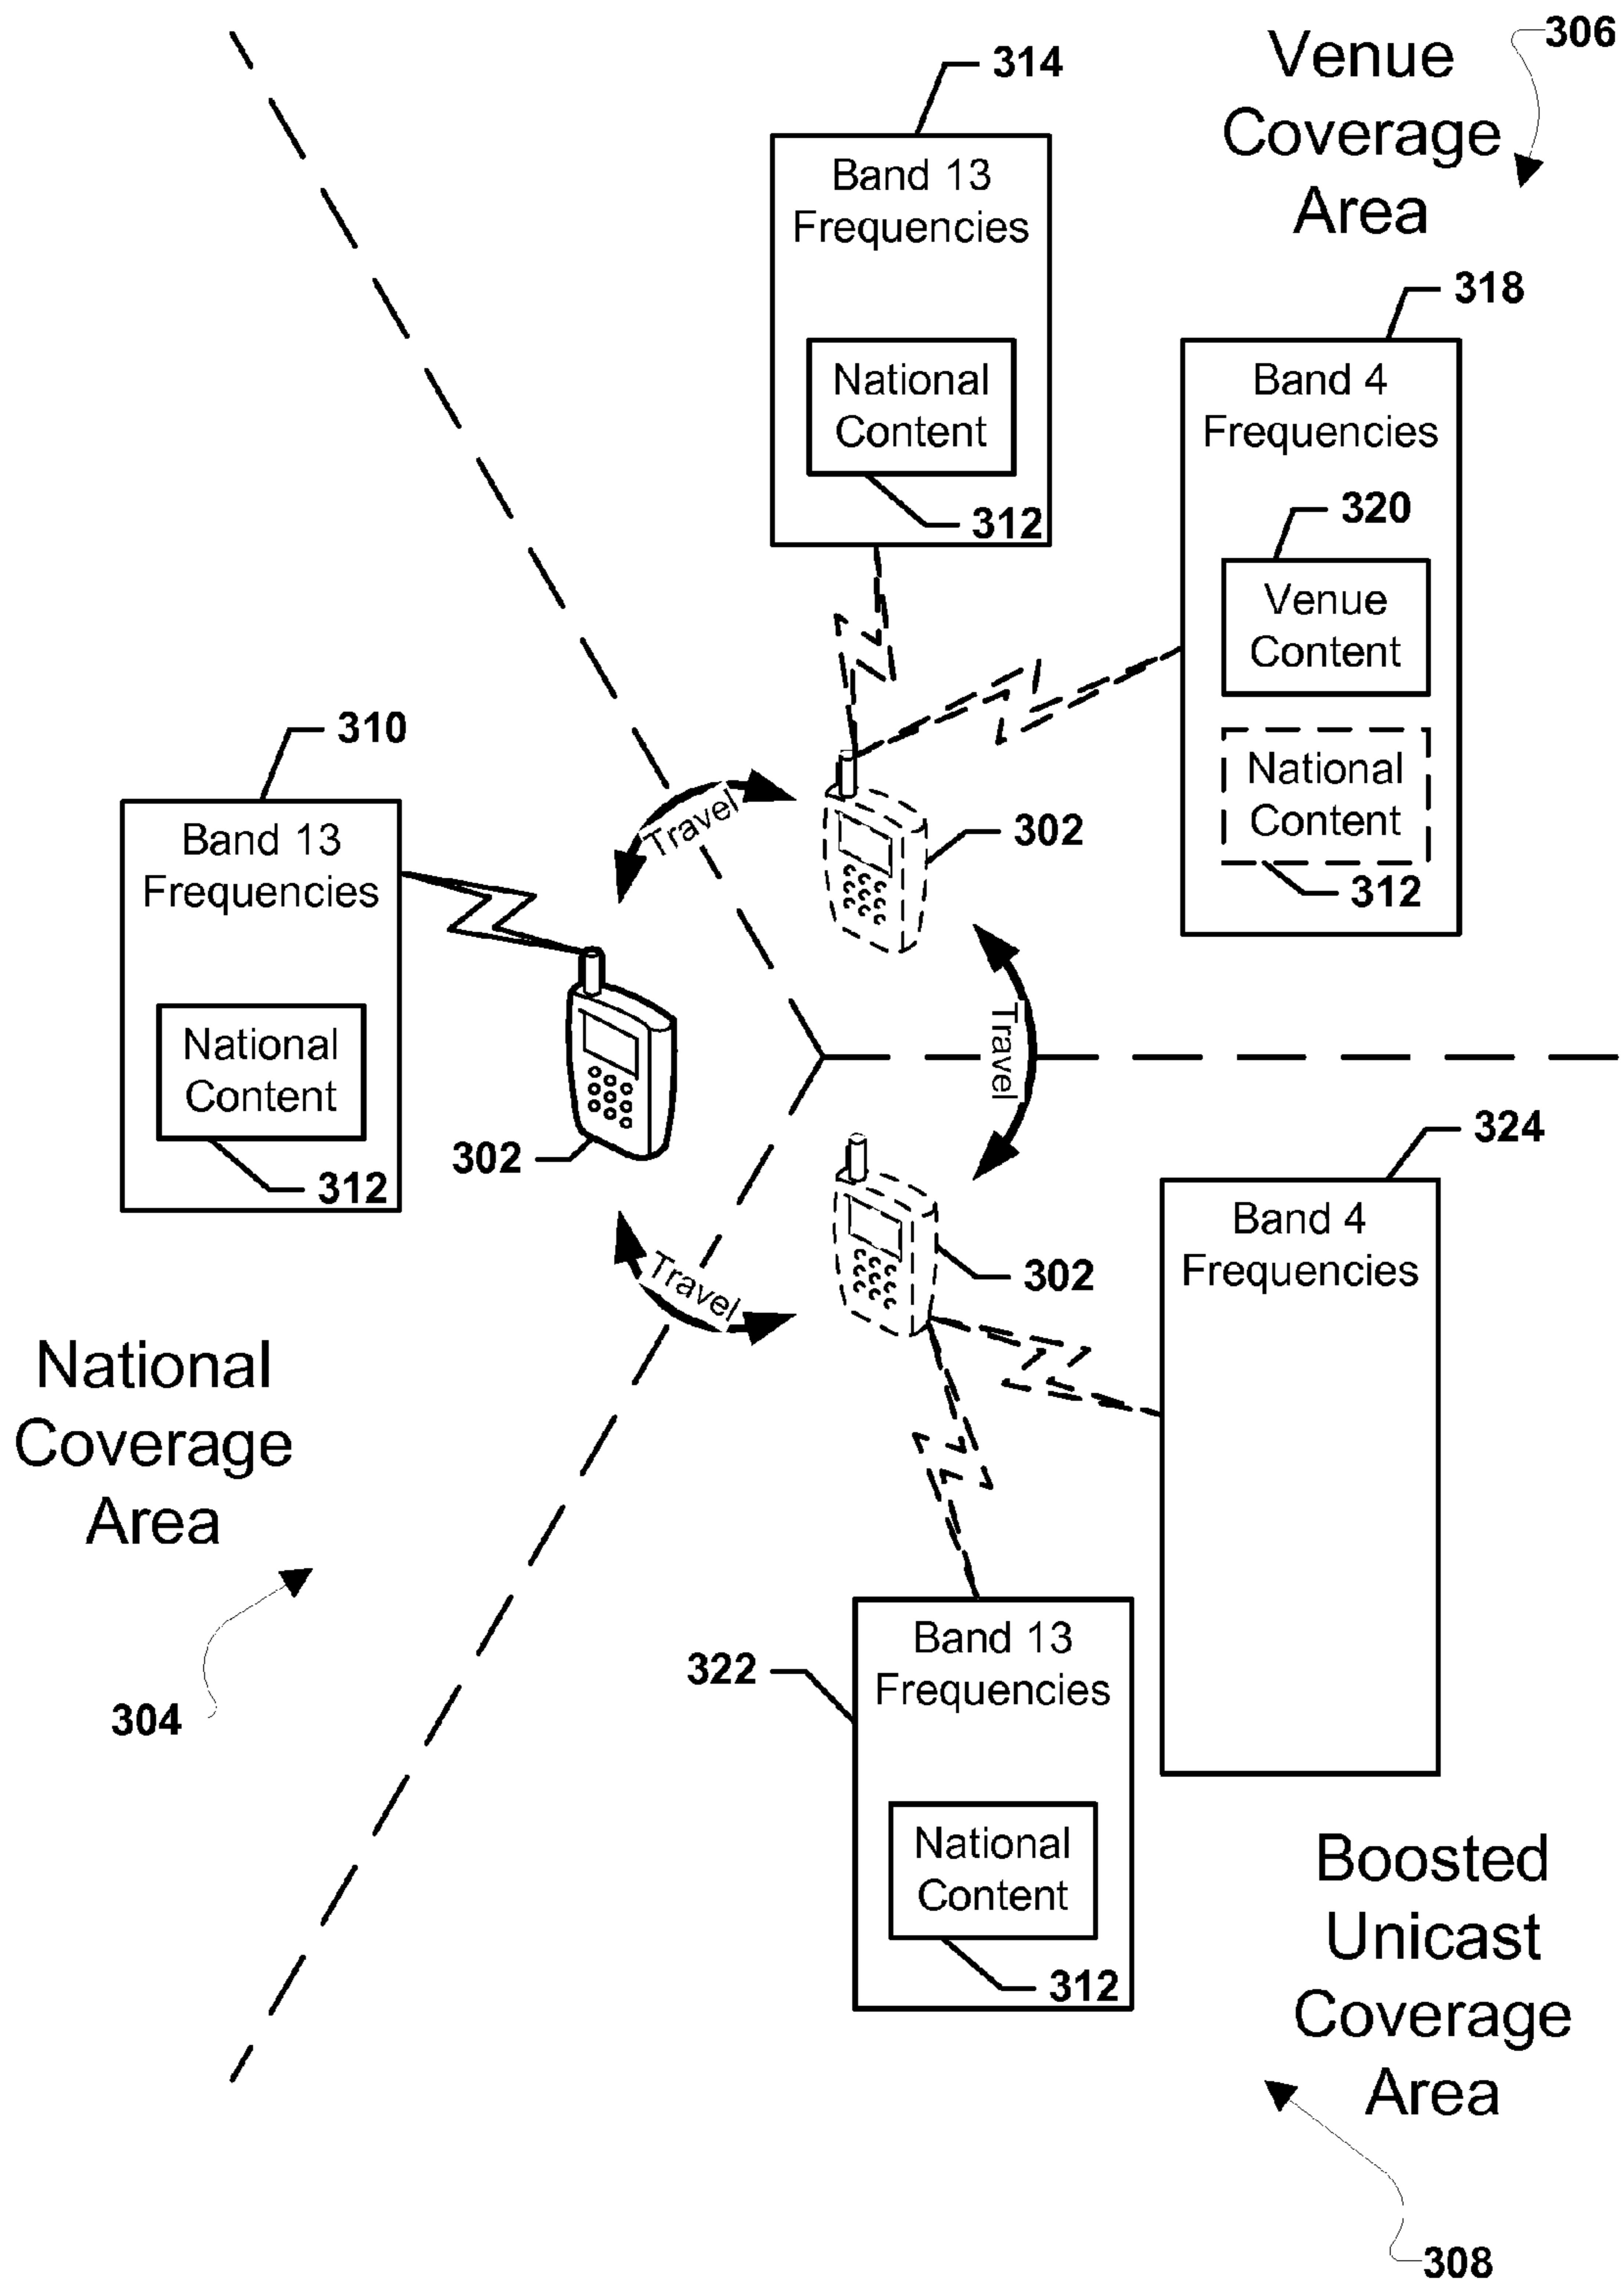 306
Venue
Coverage
Area
314
Band 13
Frequencies
National
Content
312
318
Band 4
Frequencies
320
Venue
Content
National
Content
312
310
Band 13
Frequencies
National
Content
312
302
Travel
302
Travel
Travel
302
324
Band 4
Frequencies
National
Coverage
Area
304
322
Band 13
Frequencies
National
Content
312
Boosted
Unicast
Coverage
Area
308